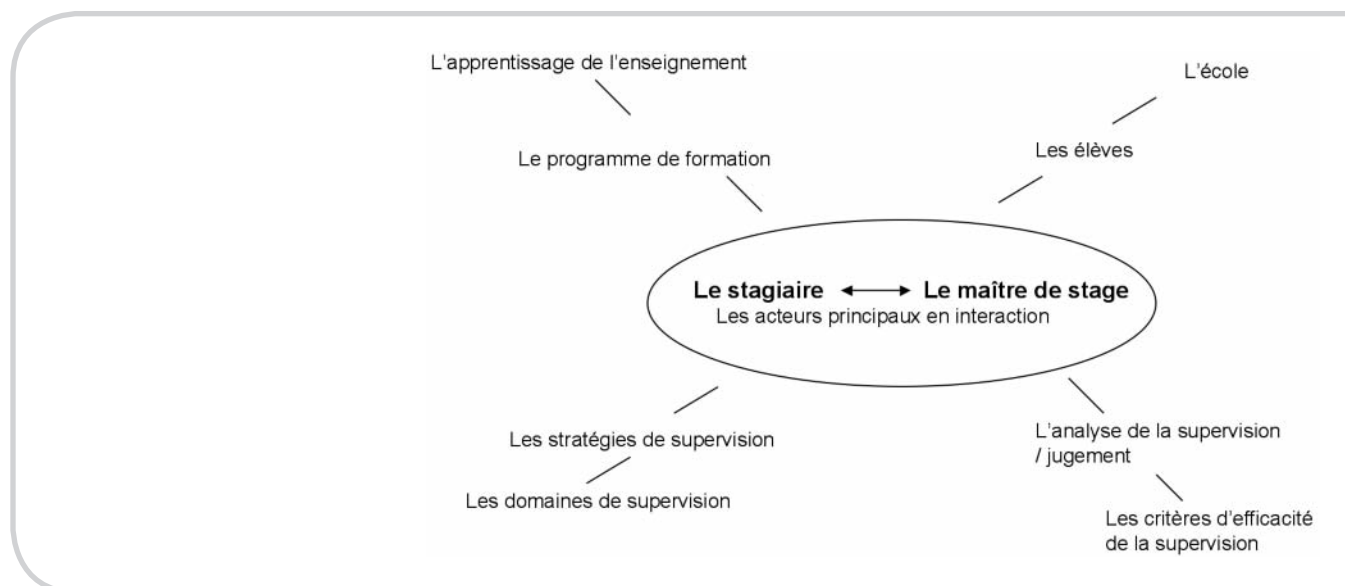 L'apprentissage de l'enseignement
L'école
Le programme de formation
Les élèves
Le stagiaire Le maître de stage
Les acteurs principaux en interaction
Les stratégies de supervision
Les domaines de supervision
L'analyse de la supervision
/ jugement
Les critères d'efficacité
de la supervision